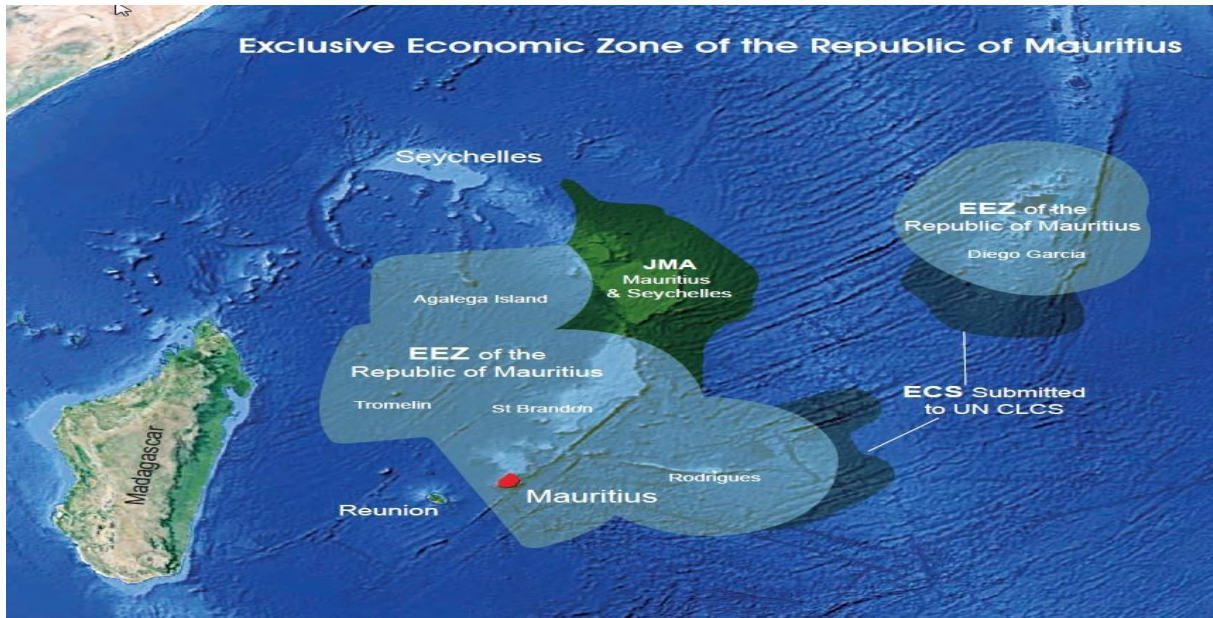 Exclusive Economic Zone of the Republic of Mauritius
Seychelles
EEZ of the
Republic of Mauritius
Diego Garcia
JMA
Mauritius
& Seychelles
Agalega Island
EEZ of the
Republic of Mauritius
Tromelin
St Brandon
ECS Submitted
to UN CLCS
Madagascar
Rodrigues
Mauritius
Réunion